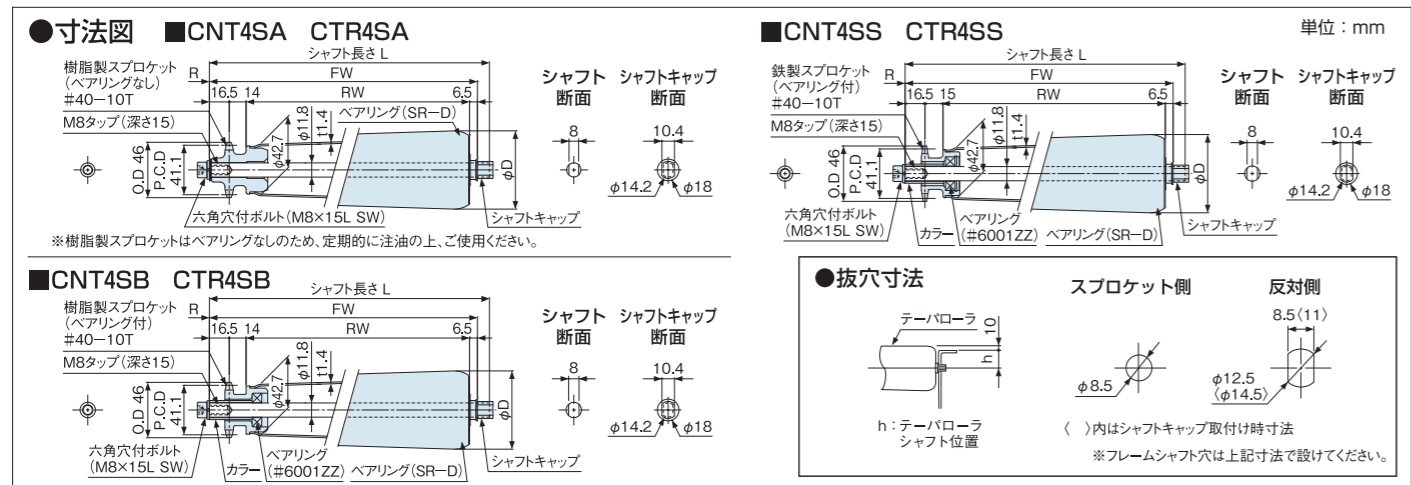 ●寸法図 ■CNT4SA CTR4SA
シャフト長さ L
樹脂製スプロケット
(ベアリングなし)
#40−10T
R
FW
16.5 14
RW
6.5
M8タップ(深さ15)
ベアリング(SR−D)
φ11.8
t1.4
φ42.7
O.D 46
P.C.D
41.1
φD
六角穴付ボルト(M8×15L SW)
シャフトキャップ
シャフト
断面
8
シャフトキャップ
断面
10.4
φ14.2
φ18
※樹脂製スプロケットはベアリングなしのため、定期的に注油の上、ご使用ください。
■CNT4SB CTR4SB
シャフト長さ L
樹脂製スプロケット
(ベアリング付)
#40−10T
R
FW
16.5 14
RW
6.5
M8タップ(深さ15)
φ11.8
t1.4
φ42.7
O.D 46
P.C.D
41.1
φD
六角穴付ボルト
(M8×15L SW)
カラー
ベアリング
(#6001ZZ)
ベアリング(SR−D)
シャフトキャップ
シャフト
断面
8
シャフトキャップ
断面
10.4
φ14.2
φ18
■CNT4SS CTR4SS
単位:mm
シャフト長さ L
鉄製スプロケット
(ベアリング付)
#40−10T
R
FW
16.5 15
RW
6.5
M8タップ(深さ15)
φ11.8
t1.4
φ42.7
O.D 46
P.C.D
41.1
φD
六角穴付ボルト
(M8×15L SW)
カラー
ベアリング
(#6001ZZ)
ベアリング(SR−D)
シャフトキャップ
シャフト
断面
8
シャフトキャップ
断面
10.4
φ14.2
φ18
●抜穴寸法
テーパローラ
10
h
h:テーパローラ
シャフト位置
スプロケット側
φ8.5
反対側
8.5〈11〉
φ12.5
〈φ14.5〉
〈 〉内はシャフトキャップ取付け時寸法
※フレームシャフト穴は上記寸法で設けてください。